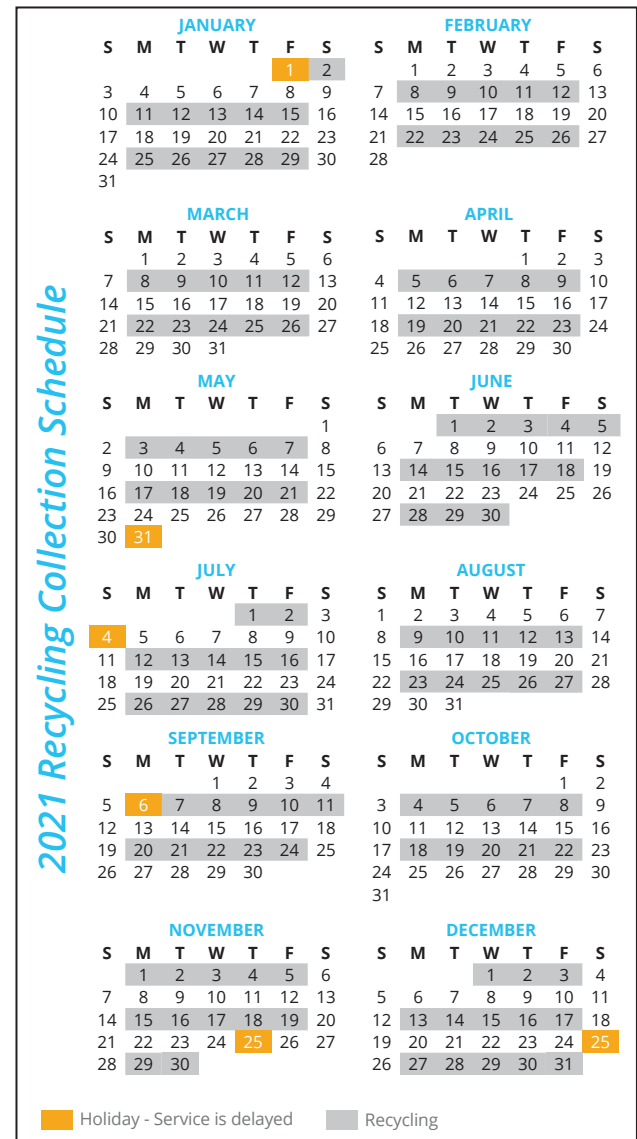 2021 Recycling Collection Schedule
JANUARY
S M T W T F S
1 2
3 4 5 6 7 8 9
10 11 12 13 14 15 16
17 18 19 20 21 22 23
24 25 26 27 28 29 30
31
FEBRUARY
S M T W T F S
1 2 3 4 5 6
7 8 9 10 11 12 13
14 15 16 17 18 19 20
21 22 23 24 25 26 27
28
MARCH
S M T W T F S
1 2 3 4 5 6
7 8 9 10 11 12 13
14 15 16 17 18 19 20
21 22 23 24 25 26 27
28 29 30 31
APRIL
S M T W T F S
1 2 3
4 5 6 7 8 9 10
11 12 13 14 15 16 17
18 19 20 21 22 23 24
25 26 27 28 29 30
MAY
S M T W T F S
1
2 3 4 5 6 7 8
9 10 11 12 13 14 15
16 17 18 19 20 21 22
23 24 25 26 27 28 29
30 31
JUNE
S M T W T F S
1 2 3 4 5
6 7 8 9 10 11 12
13 14 15 16 17 18 19
20 21 22 23 24 25 26
27 28 29 30
JULY
S M T W T F S
1 2 3
4 5 6 7 8 9 10
11 12 13 14 15 16 17
18 19 20 21 22 23 24
25 26 27 28 29 30 31
AUGUST
S M T W T F S
1 2 3 4 5 6 7
8 9 10 11 12 13 14
15 16 17 18 19 20 21
22 23 24 25 26 27 28
29 30 31
SEPTEMBER
S M T W T F S
1 2 3 4
5 6 7 8 9 10 11
12 13 14 15 16 17 18
19 20 21 22 23 24 25
26 27 28 29 30
OCTOBER
S M T W T F S
1 2
3 4 5 6 7 8 9
10 11 12 13 14 15 16
17 18 19 20 21 22 23
24 25 26 27 28 29 30
31
NOVEMBER
S M T W T F S
1 2 3 4 5 6
7 8 9 10 11 12 13
14 15 16 17 18 19 20
21 22 23 24 25 26 27
28 29 30
DECEMBER
S M T W T F S
1 2 3 4
5 6 7 8 9 10 11
12 13 14 15 16 17 18
19 20 21 22 23 24 25
26 27 28 29 30 31
Holiday - Service is delayed
Recycling